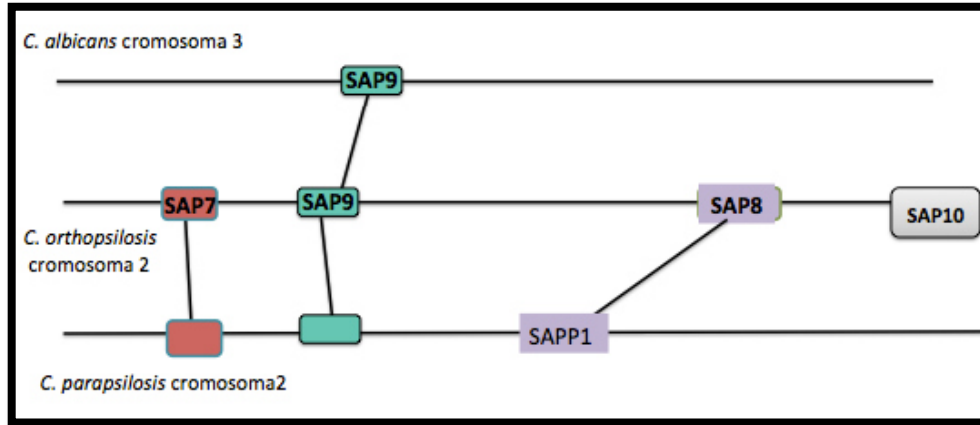 C. albicans cromosoma 3
SAP9
SAP7
SAP9
SAP8
SAP10
C. orthopsilosis
cromosoma 2
SAPP1
C. parapsilosis cromosoma2